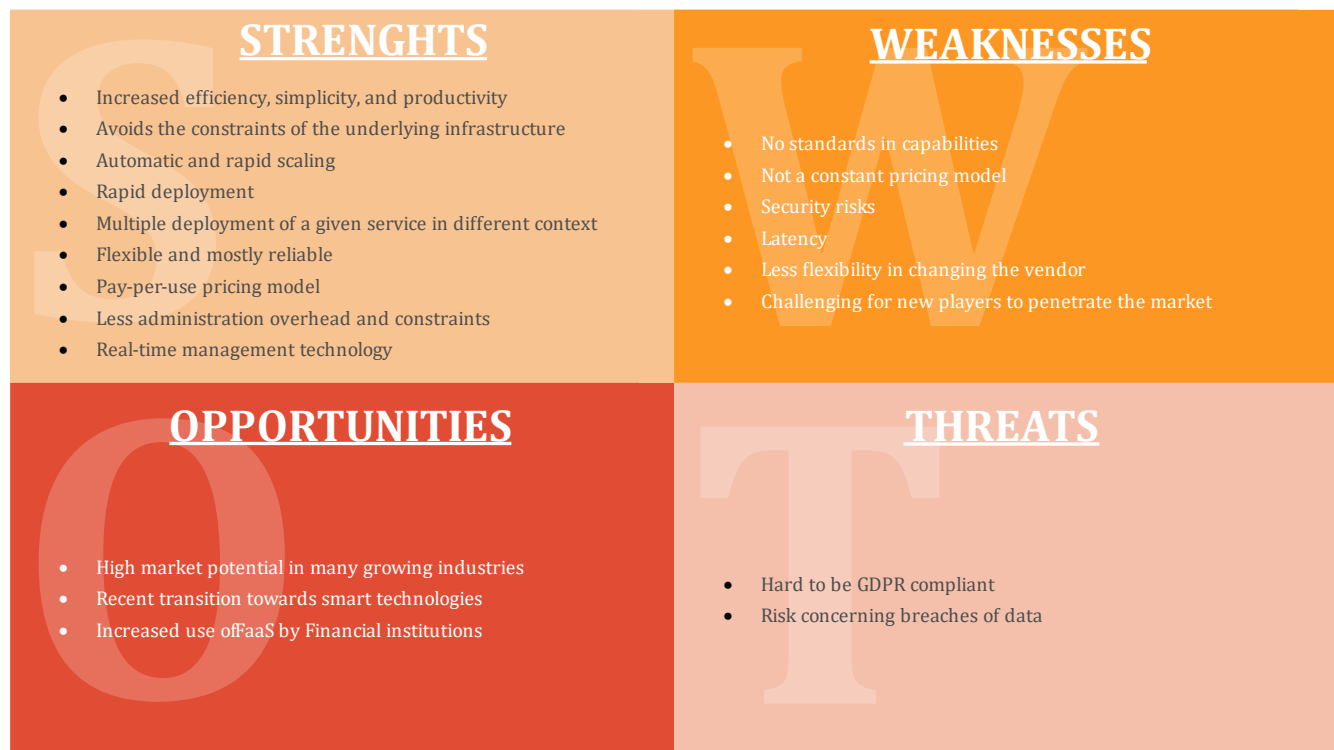 STRENGHTS
• Increased efficiency, simplicity, and productivity
• Avoids the constraints of the underlying infrastructure
• Automatic and rapid scaling
• Rapid deployment
• Multiple deployment of a given service in different context
• Flexible and mostly reliable
• Pay-per-use pricing model
• Less administration overhead and constraints
• Real-time management technology
S
WEAKNESSES
• No standards in capabilities
• Not a constant pricing model
• Security risks
• Latency
• Less flexibility in changing the vendor
• Challenging for new players to penetrate the market
W
OPPORTUNITIES
• High market potential in many growing industries
• Recent transition towards smart technologies
• Increased use ofFaaS by Financial institutions
O
THREATS
• Hard to be GDPR compliant
• Risk concerning breaches of data
T